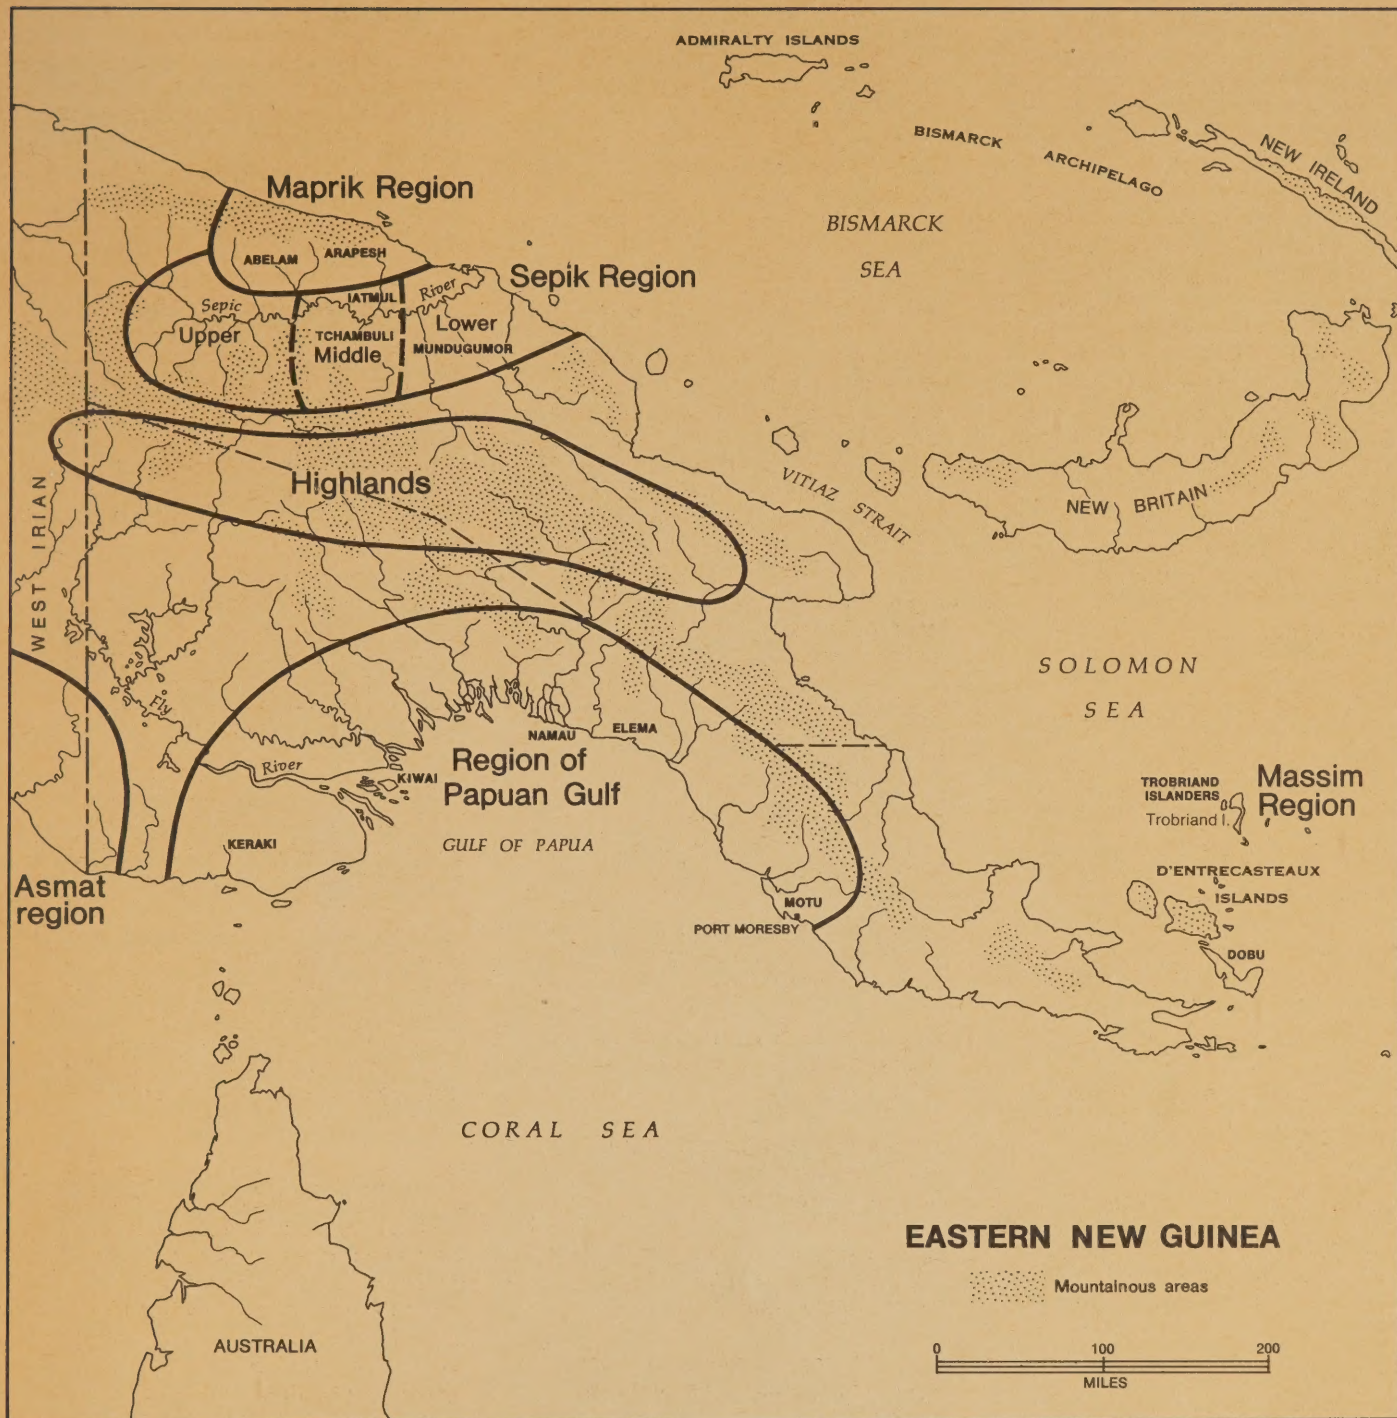 ADMIRALTY ISLANDS
BISMARCK ARCHIPELAGO
NEW IRELAND
Maprik Region
BISMARCK
SEA
ABELAM
ARAPESH
Sepik Region
IATMUL
River
Sepic
Upper
TCHAMBULI
Middle
Lower
MUNDUGUMOR
Highlands
VITIAZ STRAIT
NEW BRITAIN
WEST IRIAN
SOLOMON
SEA
Fly
River
NAMAU
ELEMA
KIWAI
Region of
Papuan Gulf
GULF OF PAPUA
KERAKI
TROBRIAND
ISLANDERS
Trobriand I.
Massim
Region
D'ENTRECASTEAUX
ISLANDS
Asmat
region
MOTU
PORT MORESBY
DOBU
CORAL SEA
EASTERN NEW GUINEA
Mountainous areas
AUSTRALIA
0 100 200
MILES